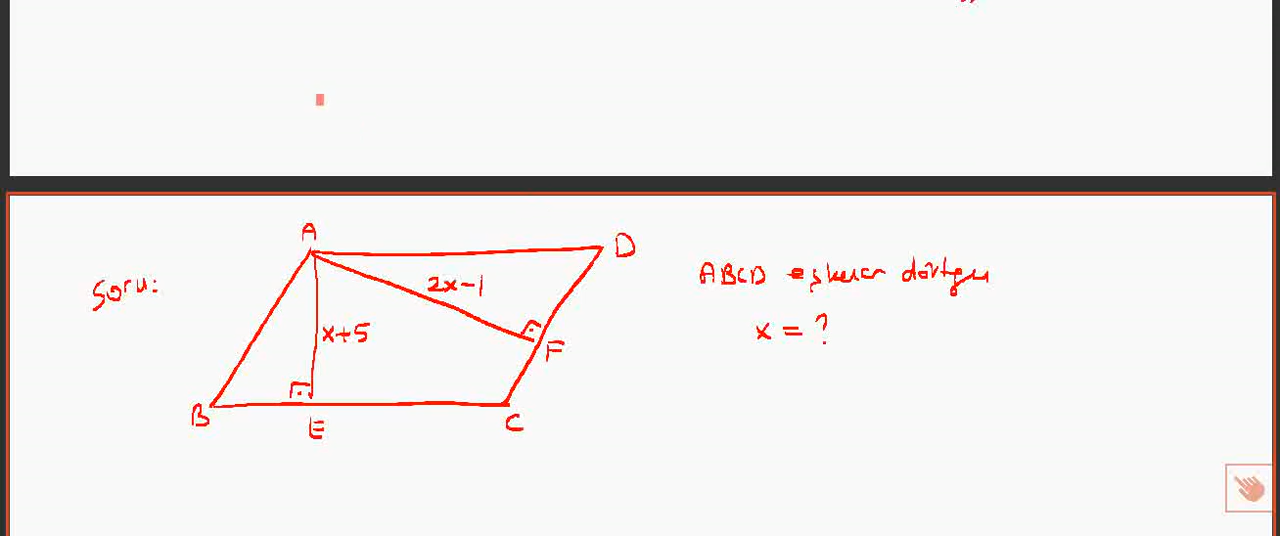 A
D
Soru:
2x-1
ABCD eşkenar dörtgen
x+5
x = ?
F
B
E
C